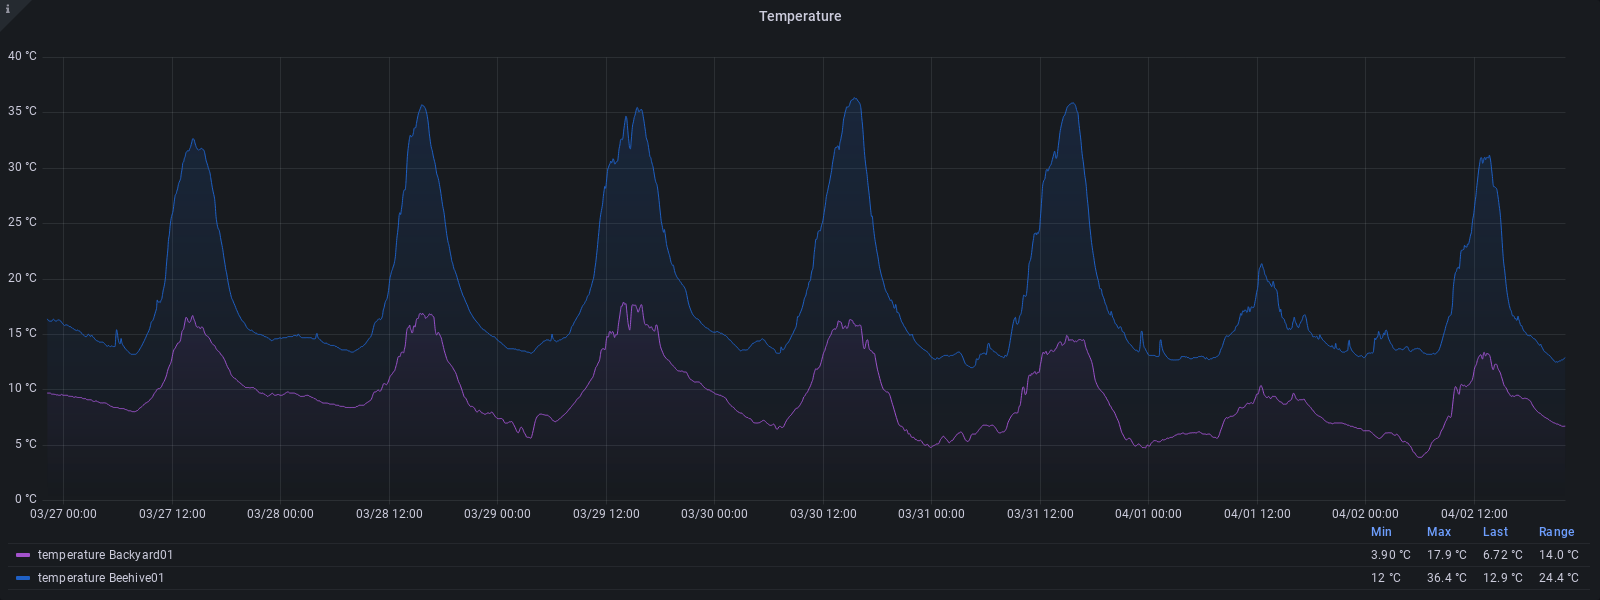 i
Temperature
40 °C
35 °C
30 °C
25 °C
20 °C
15 °C
10 °C
5 °C
0 °C
03/27 00:00 03/27 12:00 03/28 00:00 03/28 12:00 03/29 00:00 03/29 12:00 03/30 00:00 03/30 12:00 03/31 00:00 03/31 12:00 04/01 00:00 04/01 12:00 04/02 00:00 04/02 12:00
Min Max Last Range
temperature Backyard01 3.90 °C 17.9 °C 6.72 °C 14.0 °C
temperature Beehive01 12 °C 36.4 °C 12.9 °C 24.4 °C